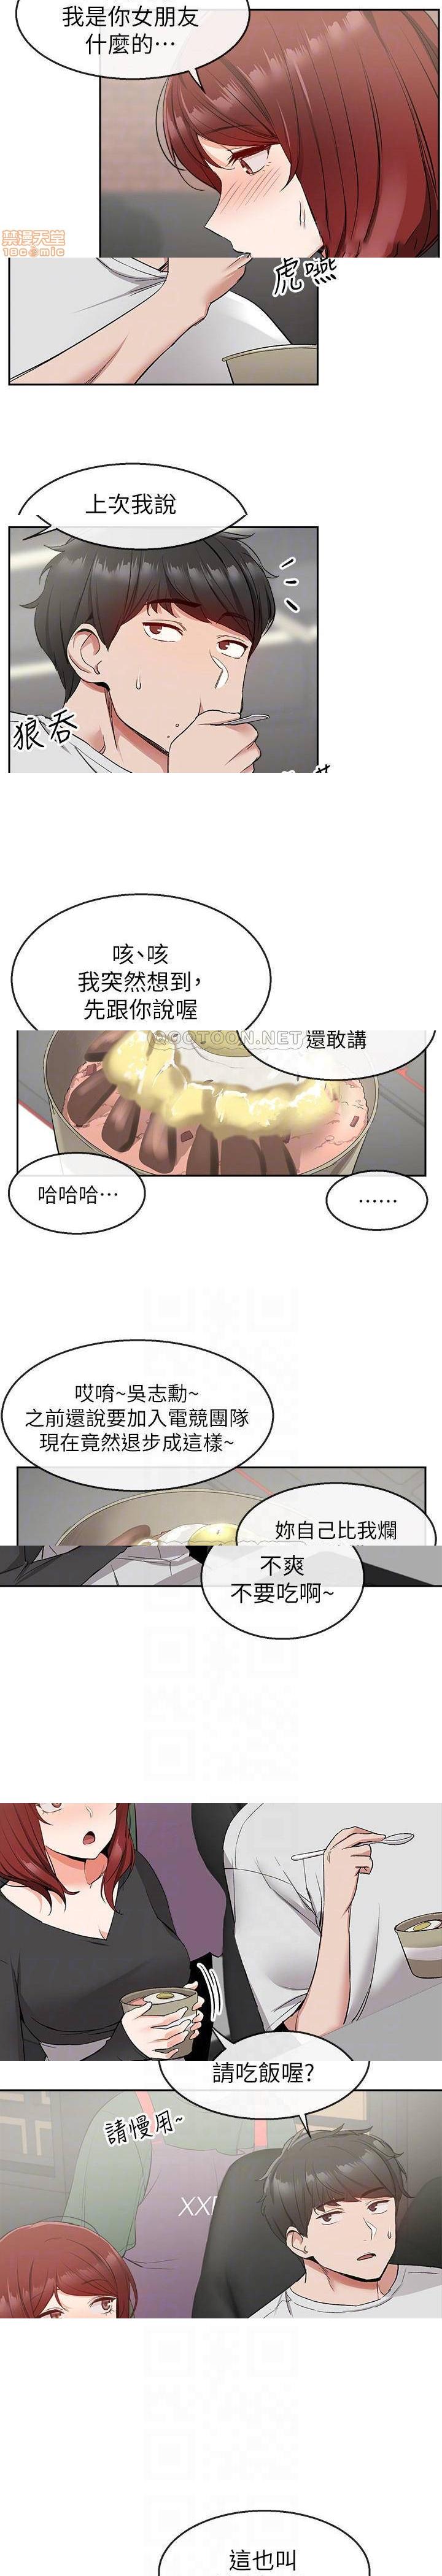 我是你女朋友
什麼的…
禁漫天堂
18comic
虎嚥
上次我說
狼吞
咳、咳
我突然想到,
先跟你說喔
TOON.NET
還敢講
哈哈哈…
……
哎唷~吳志勳~
之前還說要加入電競團隊
現在竟然退步成這樣~
妳自己比我爛
不爽
不要吃啊~
請吃飯喔?
請慢用~
這也叫